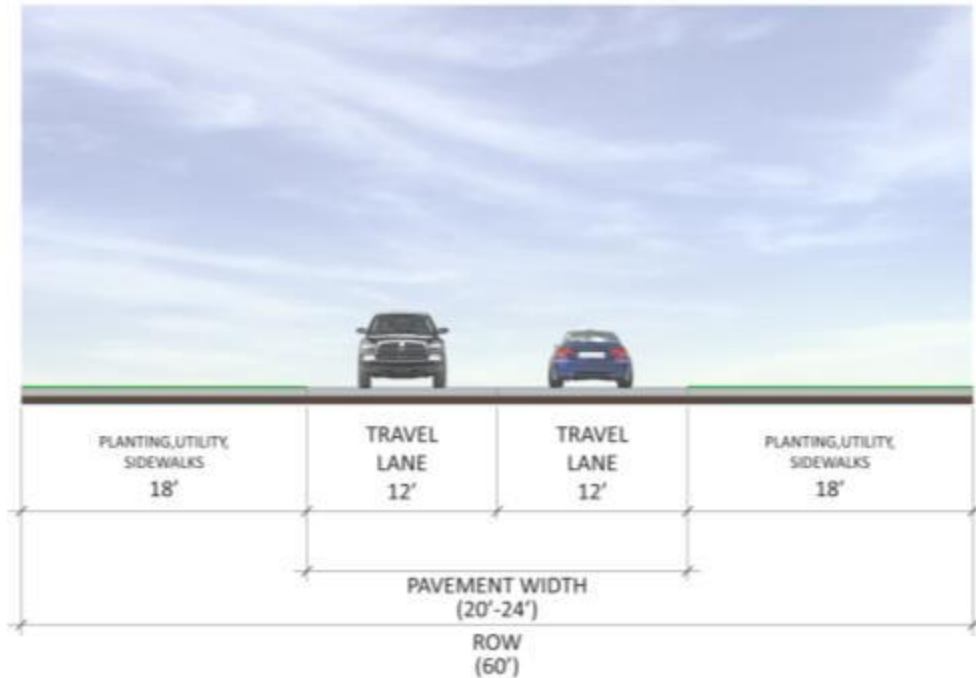 PLANTING,UTILITY,
SIDEWALKS
18'
TRAVEL
LANE
12'
TRAVEL
LANE
12'
PLANTING,UTILITY,
SIDEWALKS
18'
PAVEMENT WIDTH
(20'-24')
ROW
(60')